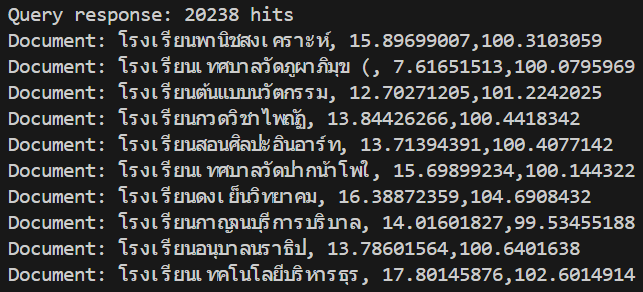 Query response: 20238 hits
Document: โรงเรียนพานิชสงเคราะห์, 15.89699007,100.3103059
Document: โรงเรียนเทศบาลวัดภูผาภิมุข (, 7.61651513,100.0795969
Document: โรงเรียนต้นแบบนวัตกรรม, 12.70271205,101.2242025
Document: โรงเรียนกวดวิชาไพณัฏ, 13.84426266,100.4418342
Document: โรงเรียนสอนศิลปะอินอาร์ท, 13.71394391,100.4077142
Document: โรงเรียนเทศบาลวัดปากน้ำโพใ, 15.69899234,100.144322
Document: โรงเรียนดงเย็นวิทยาคม, 16.38872359,104.6908432
Document: โรงเรียนกาญจนบุรีการบริบาล, 14.01601827,99.53455188
Document: โรงเรียนอนุบาลนราธิป, 13.78601564,100.6401638
Document: โรงเรียนเทคโนโลยีบริหารธุร, 17.80145876,102.6014914